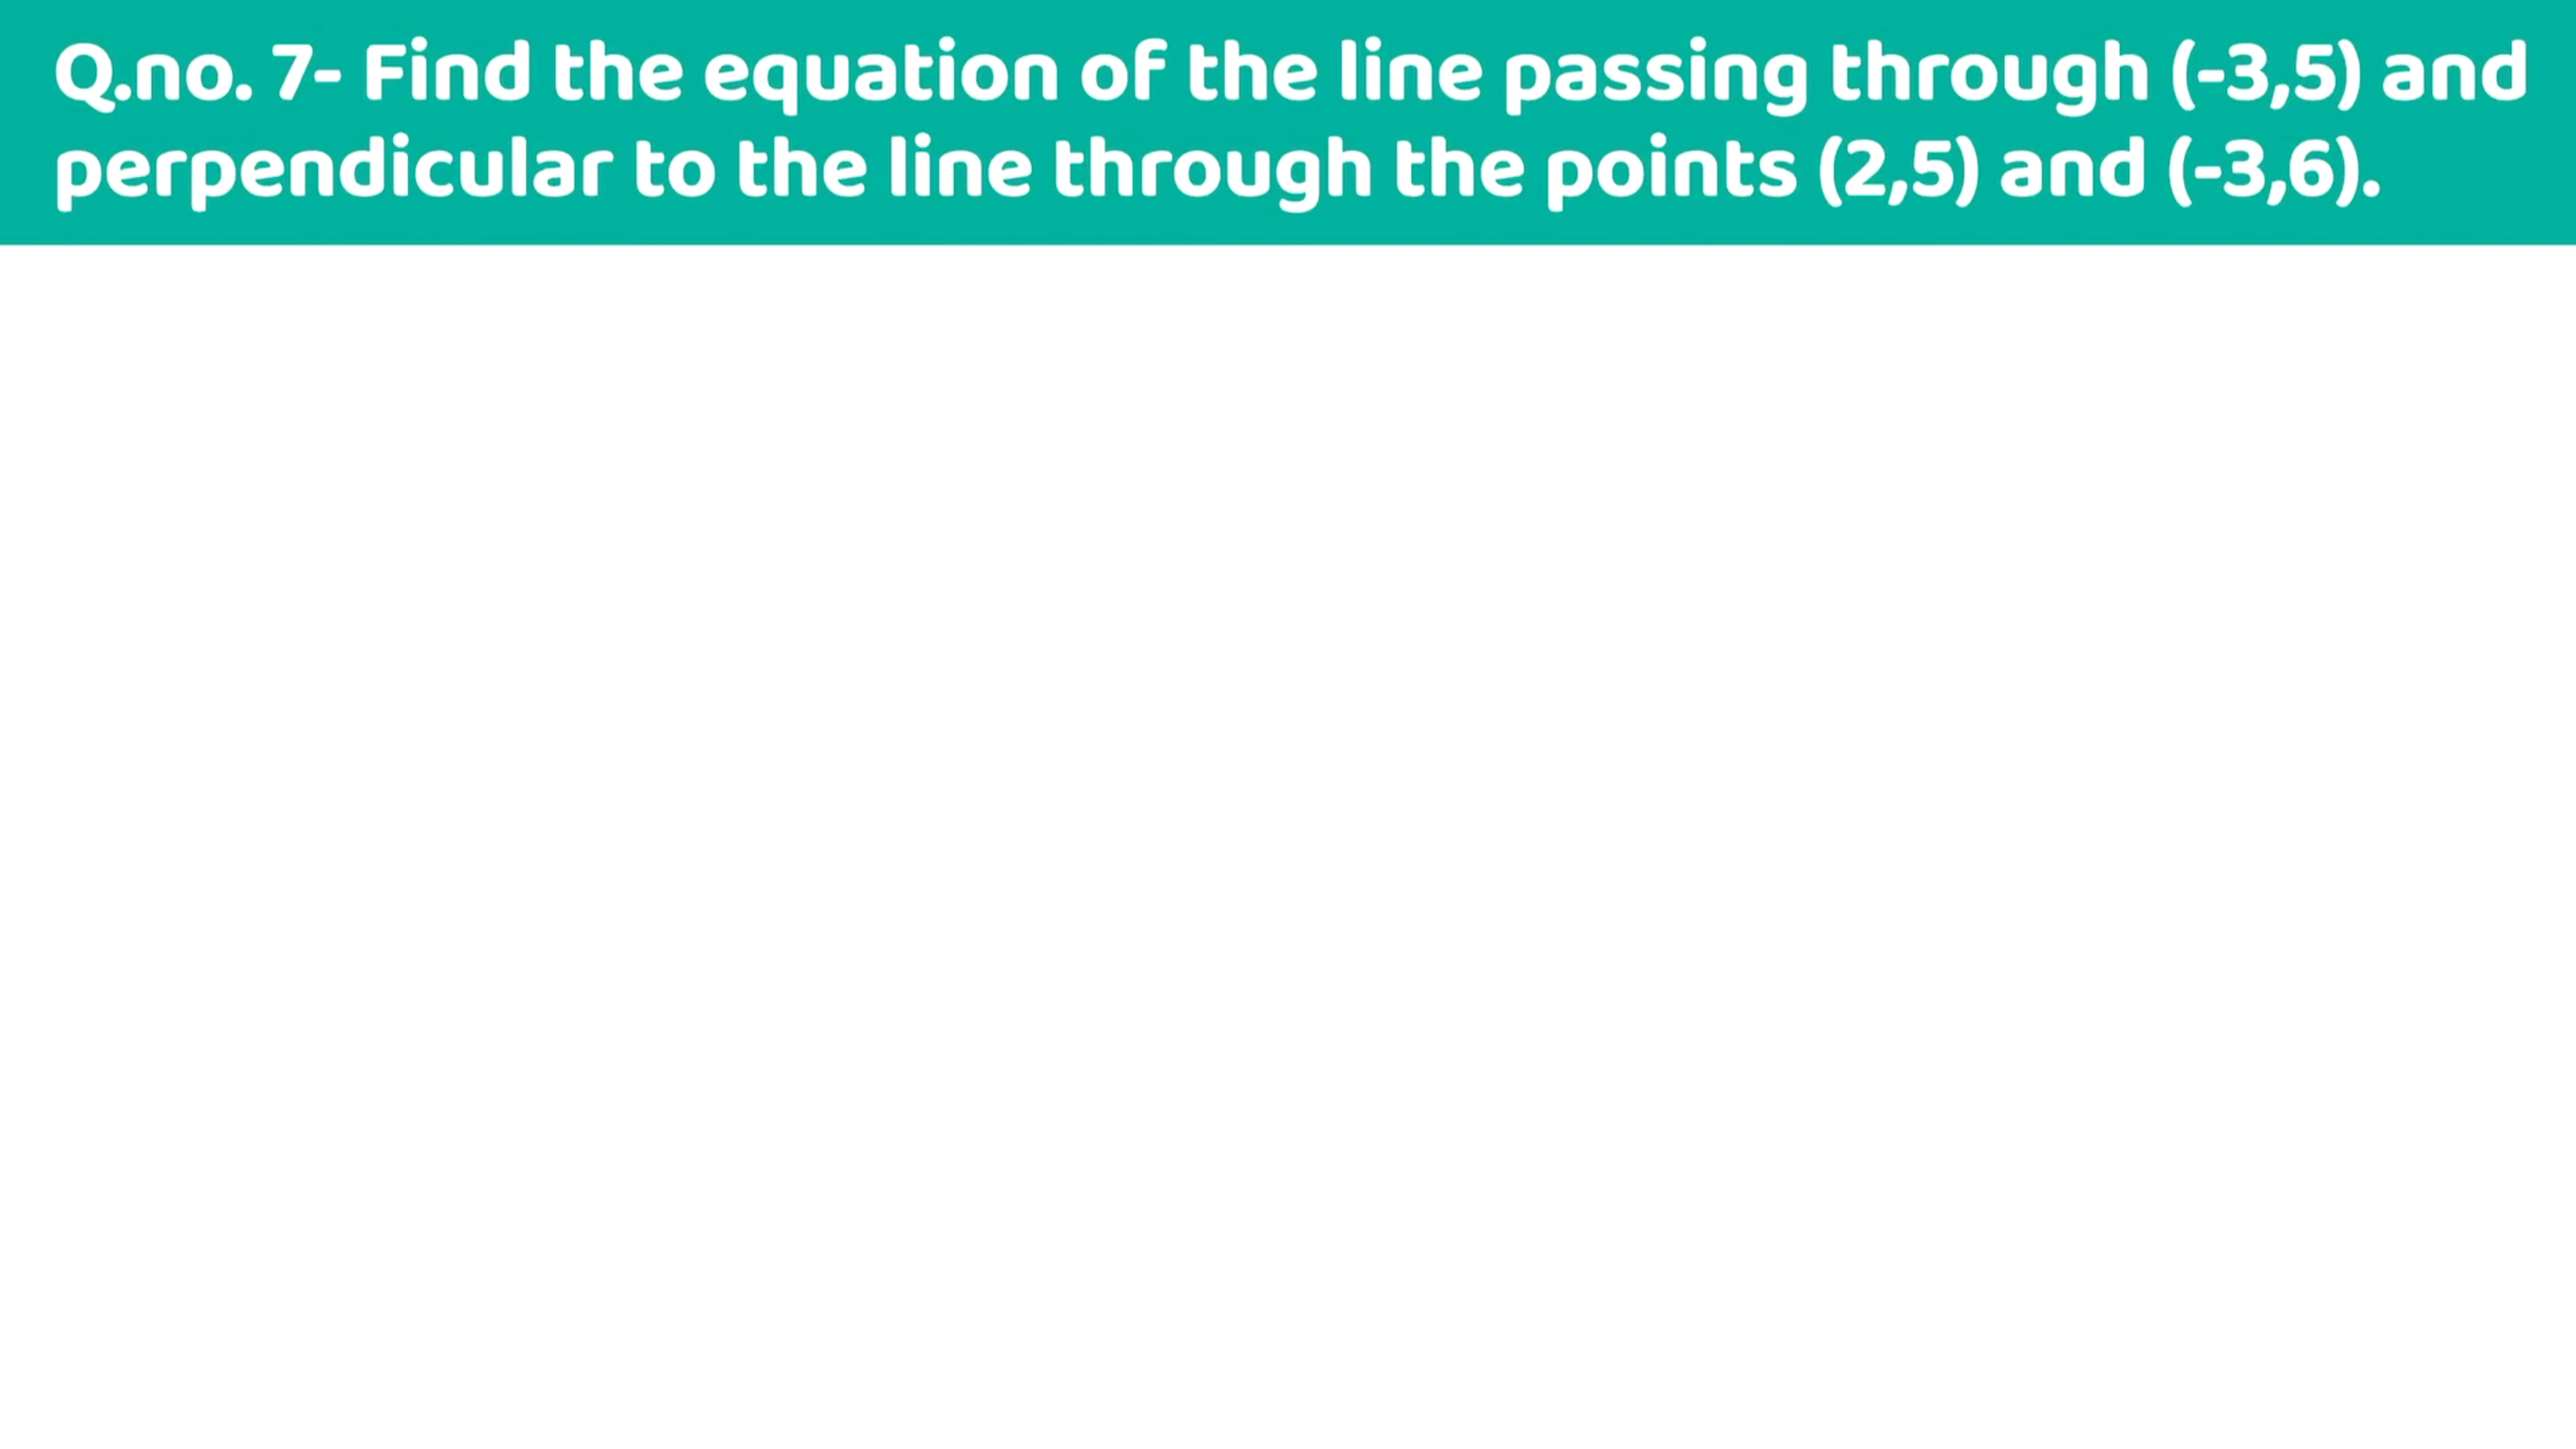 Q.no. 7- Find the equation of the line passing through (-3,5) and
perpendicular to the line through the points (2,5) and (-3,6).